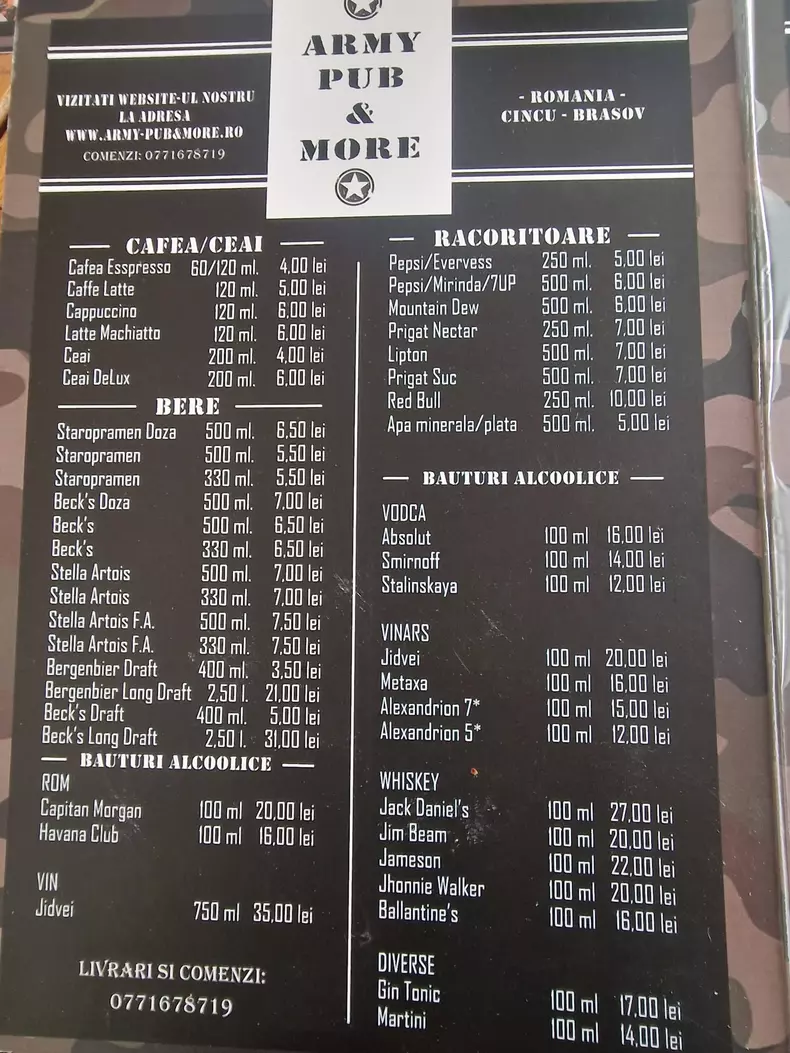 ARMY
PUB
&
MORE
VIZITATI WEBSITE-UL NOSTRU
LA ADRESA
WWW.ARMY-PUB&MORE.RO
COMENZI: 0771678719
- ROMANIA -
CINCU - BRASOV
CAFEA/CEAI
Cafea Esspresso 60/120 ml. 4,00 lei
Caffe Latte 120 ml. 5,00 lei
Cappuccino 120 ml. 6,00 lei
Latte Machiatto 120 ml. 6,00 lei
Ceai 200 ml. 4,00 lei
Ceai DeLux 200 ml. 6,00 lei
BERE
Staropramen Doza 500 ml. 6,50 lei
Staropramen 500 ml. 5,50 lei
Staropramen 330 ml. 5,50 lei
Beck's Doza 500 ml. 7,00 lei
Beck's 500 ml. 6,50 lei
Beck's 330 ml. 6,50 lei
Stella Artois 500 ml. 7,00 lei
Stella Artois 330 ml. 7,00 lei
Stella Artois F.A. 500 ml. 7,50 lei
Stella Artois F.A. 330 ml. 7,50 lei
Bergenbier Draft 400 ml. 3,50 lei
Bergenbier Long Draft 2,50 l. 21,00 lei
Beck's Draft 400 ml. 5,00 lei
Beck's Long Draft 2,50 l. 31,00 lei
BAUTURI ALCOOLICE
ROM
Capitan Morgan 100 ml 20,00 lei
Havana Club 100 ml 16,00 lei
VIN
Jidvei 750 ml 35,00 lei
LIVRARI SI COMENZI:
0771678719
RACORITOARE
Pepsi/Evervess 250 ml. 5,00 lei
Pepsi/Mirinda/7UP 500 ml. 6,00 lei
Mountain Dew 500 ml. 6,00 lei
Prigat Nectar 250 ml. 7,00 lei
Lipton 500 ml. 7,00 lei
Prigat Suc 500 ml. 7,00 lei
Red Bull 250 ml. 10,00 lei
Apa minerala/plata 500 ml. 5,00 lei
BAUTURI ALCOOLICE
VODCA
Absolut 100 ml 16,00 lei
Smirnoff 100 ml 14,00 lei
Stalinskaya 100 ml 12,00 lei
VINARS
Jidvei 100 ml 20,00 lei
Metaxa 100 ml 16,00 lei
Alexandrion 7* 100 ml 15,00 lei
Alexandrion 5* 100 ml 12,00 lei
WHISKEY
Jack Daniel's 100 ml 27,00 lei
Jim Beam 100 ml 20,00 lei
Jameson 100 ml 22,00 lei
Jhonnie Walker 100 ml 20,00 lei
Ballantine's 100 ml 16,00 lei
DIVERSE
Gin Tonic 100 ml 17,00 lei
Martini 100 ml 14,00 lei